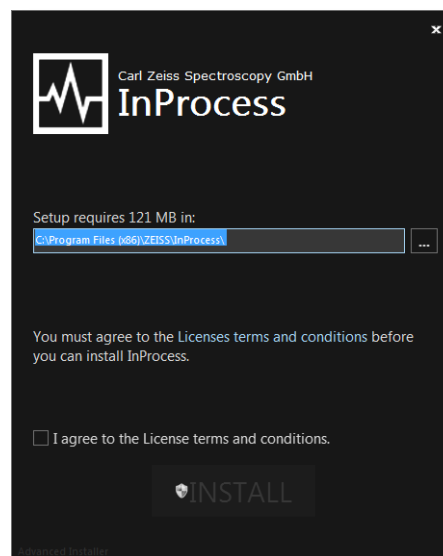 x
Carl Zeiss Spectroscopy GmbH
InProcess
Setup requires 121 MB in:
C:\Program Files (x86)\ZEISS\InProcess\
...
You must agree to the Licenses terms and conditions before
you can install InProcess.
I agree to the License terms and conditions.
INSTALL
Advanced Installer